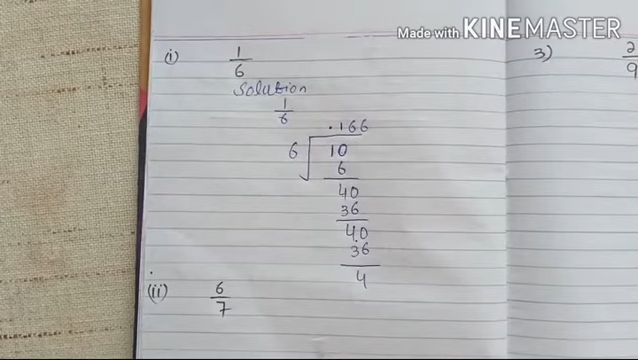 Made with KINEMASTER
(i) 1/6
Solution
1/6
.166
6 10
6
40
36
40
36
4
(ii) 6/7
3) 2/9